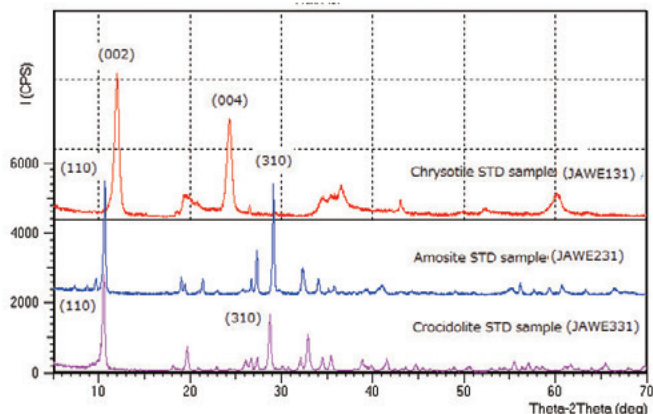 (002)
(004)
I (CPS)
6000
(110)
(310)
Chrysotile STD sample (JAWE131)
4000
Amosite STD sample (JAWE231)
2000
(110)
(310)
Crocidolite STD sample (JAWE331)
0
10 20 30 40 50 60 70
Theta-2Theta (deg)